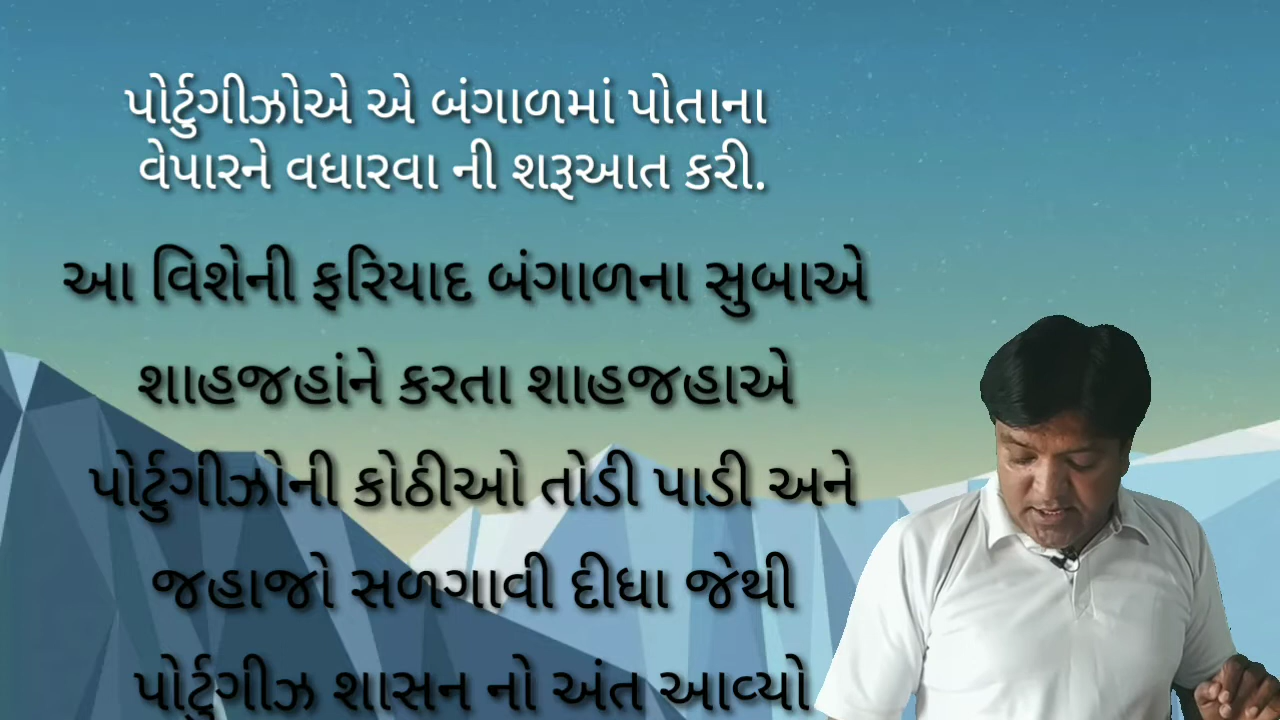 પોર્ટુગીઝોએ એ બંગાળમાં પોતાના
વેપારને વધારવા ની શરૂઆત કરી.
આ વિશેની ફરિયાદ બંગાળના સુબાએ
શાહજહાંને કરતા શાહજહાએ
પોર્ટુગીઝોની કોઠીઓ તોડી પાડી અને
જહાજો સળગાવી દીધા જેથી
પોર્ટુગીઝ શાસન નો અંત આવ્યો